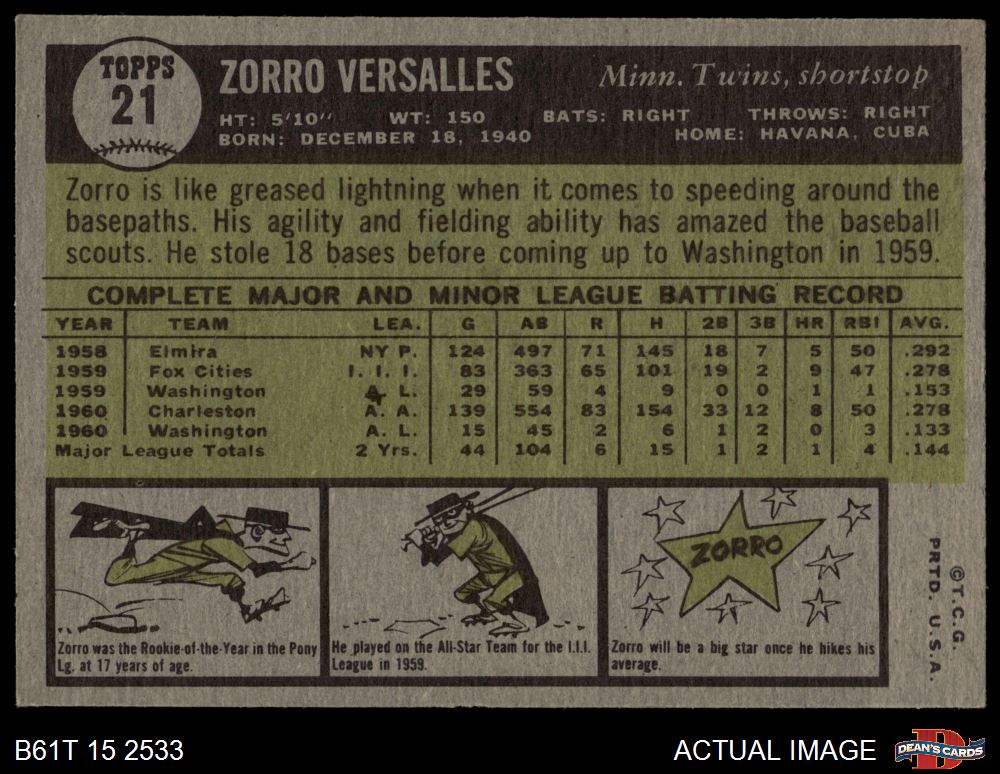 TOPPS
21
ZORRO VERSALLES
Minn. Twins, shortstop
HT: 5'10" WT: 150 BATS: RIGHT THROWS: RIGHT
BORN: DECEMBER 18, 1940 HOME: HAVANA, CUBA
Zorro is like greased lightning when it comes to speeding around the
basepaths. His agility and fielding ability has amazed the baseball
scouts. He stole 18 bases before coming up to Washington in 1959.
COMPLETE MAJOR AND MINOR LEAGUE BATTING RECORD
YEAR TEAM LEA. G AB R H 2B 3B HR RBI AVG.
1958 Elmira NY P. 124 497 71 145 18 7 5 50 .292
1959 Fox Cities I. I. I. 83 363 65 101 19 2 9 47 .278
1959 Washington A. L. 29 59 4 9 0 0 1 1 .153
1960 Charleston A. A. 139 554 83 154 33 12 8 50 .278
1960 Washington A. L. 15 45 2 6 1 2 0 3 .133
Major League Totals 2 Yrs. 44 104 6 15 1 2 1 4 .144
Zorro was the Rookie-of-the-Year in the Pony
Lg. at 17 years of age.
He played on the All-Star Team for the I.I.I.
League in 1959.
ZORRO
Zorro will be a big star once he hikes his
average.
©T.C.G.
PRTD. U.S.A.
B61T 15 2533
ACTUAL IMAGE
D
DEAN'S CARDS